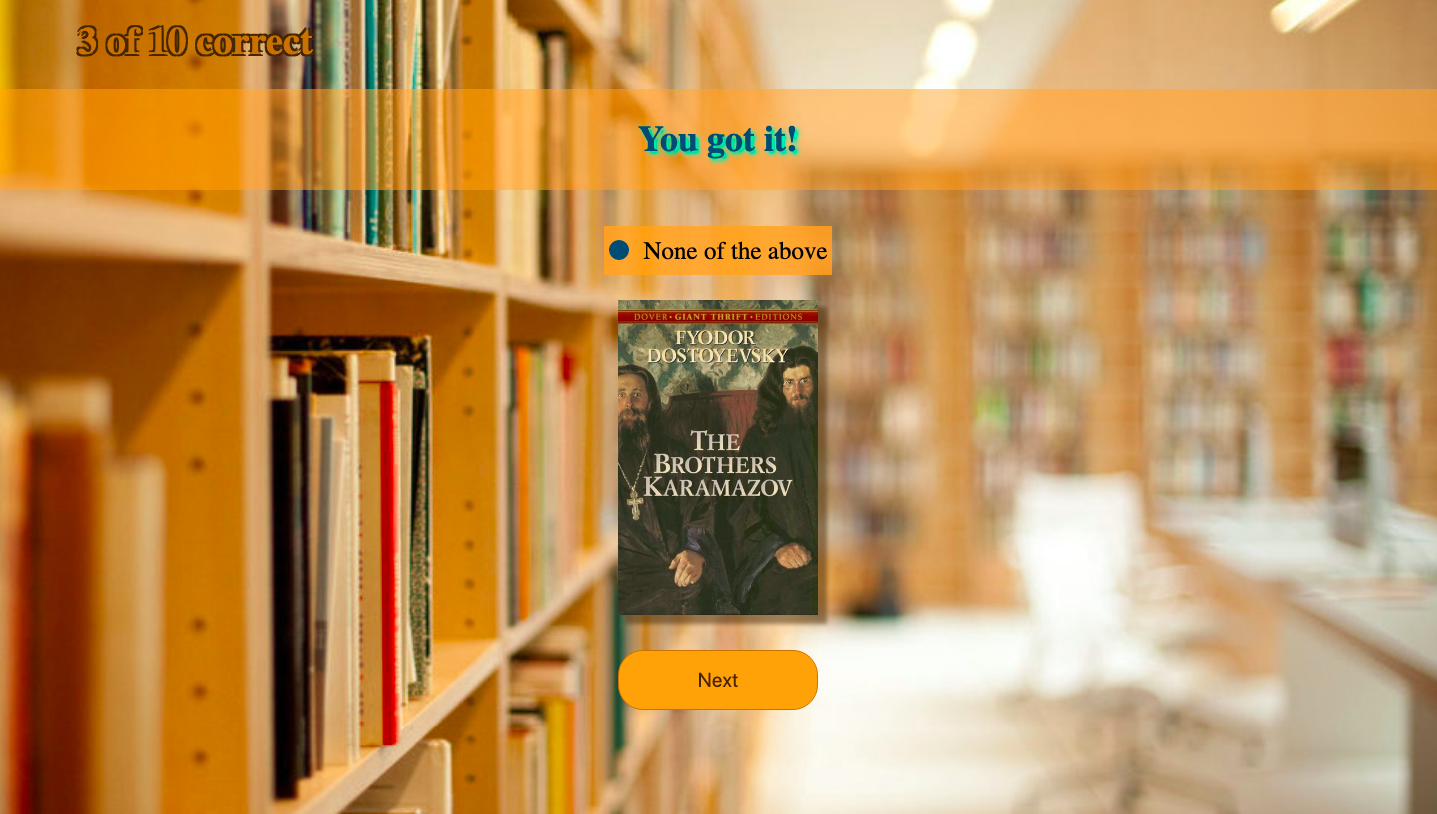 3 of 10 correct
You got it!
None of the above
DOVER • GIANT THRIFT • EDITIONS
FYODOR
DOSTOYEVSKY
THE
BROTHERS
KARAMAZOV
Next